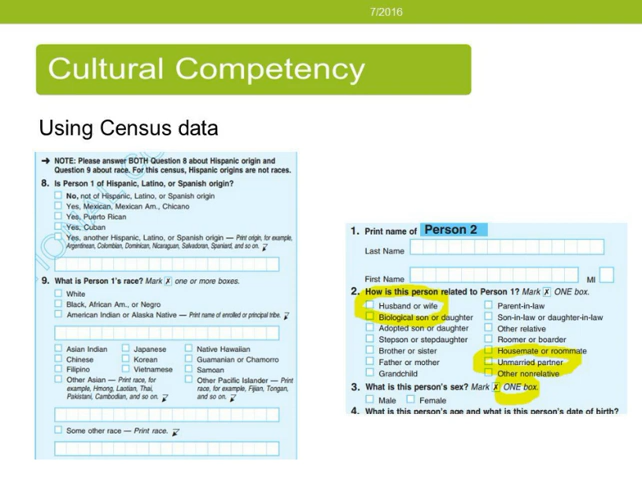 7/2016
Cultural Competency
Using Census data
→ NOTE: Please answer BOTH Question 8 about Hispanic origin and
Question 9 about race. For this census, Hispanic origins are not races.
8. Is Person 1 of Hispanic, Latino, or Spanish origin?
No, not of Hispanic, Latino, or Spanish origin
Yes, Mexican, Mexican Am., Chicano
Yes, Puerto Rican
Yes, Cuban
Yes, another Hispanic, Latino, or Spanish origin — Print origin, for example,
Argentinean, Colombian, Dominican, Nicaraguan, Salvadoran, Spaniard, and so on.
9. What is Person 1's race? Mark X one or more boxes.
White
Black, African Am., or Negro
American Indian or Alaska Native — Print name of enrolled or principal tribe.
Asian Indian Japanese Native Hawaiian
Chinese Korean Guamanian or Chamorro
Filipino Vietnamese Samoan
Other Asian — Print race, for Other Pacific Islander — Print
example, Hmong, Laotian, Thai, race, for example, Fijian, Tongan,
Pakistani, Cambodian, and so on. and so on.
Some other race — Print race.
1. Print name of Person 2
Last Name
First Name MI
2. How is this person related to Person 1? Mark X ONE box.
Husband or wife Parent-in-law
Biological son or daughter Son-in-law or daughter-in-law
Adopted son or daughter Other relative
Stepson or stepdaughter Roomer or boarder
Brother or sister Housemate or roommate
Father or mother Unmarried partner
Grandchild Other nonrelative
3. What is this person's sex? Mark X ONE box.
Male Female
4. What is this person's age and what is this person's date of birth?